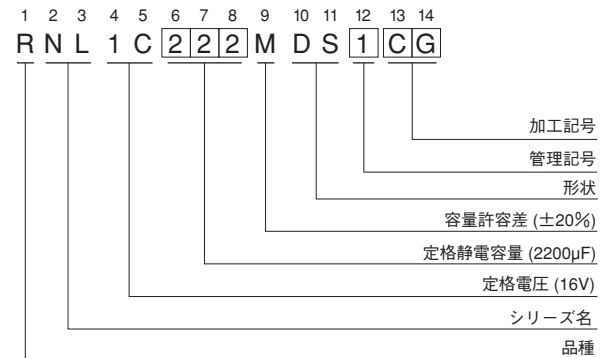 1 2 3 4 5 6 7 8 9 10 11 12 13 14
R N L 1 C 2 2 2 M D S 1 C G
加工記号
管理記号
形状
容量許容差 (±20%)
定格静電容量 (2200µF)
定格電圧 (16V)
シリーズ名
品種